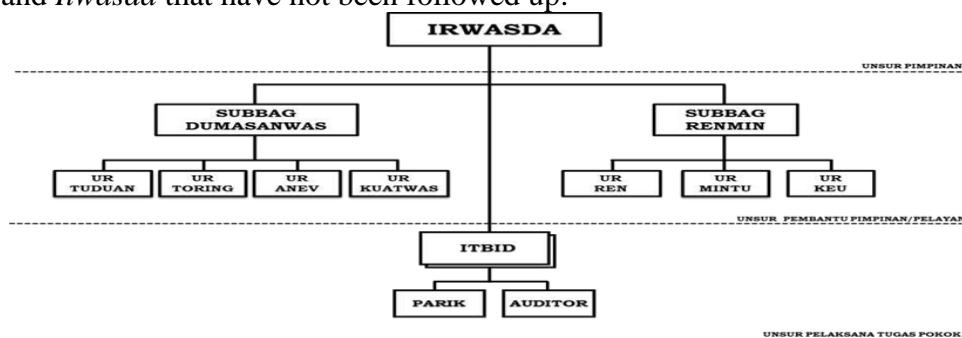 and Irwasda that have not been followed up.
IRWASDA
UNSUR PIMPINAN
SUBBAG
DUMASANWAS
SUBBAG
RENMIN
UR
TUDUAN
UR
TORING
UR
ANEV
UR
KUATWAS
UR
REN
UR
MINTU
UR
KEU
UNSUR PEMBANTU PIMPINAN/PELAYAN
ITBID
PARIK
AUDITOR
UNSUR PELAKSANA TUGAS POKOK